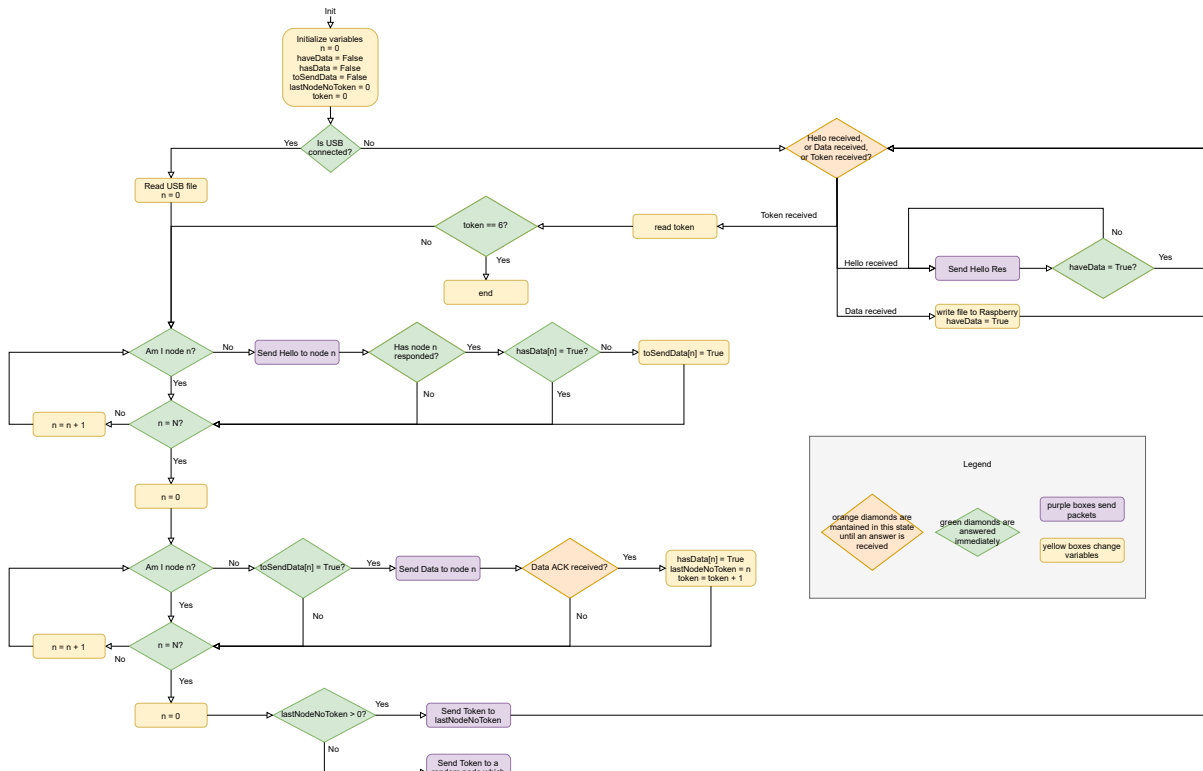 Init
Initialize variables
n = 0
haveData = False
hasData = False
toSendData = False
lastNodeNoToken = 0
token = 0
Is USB
connected?
Yes
No
Hello received,
or Data received,
or Token received?
Read USB file
n = 0
token == 6?
No
Yes
end
read token
Token received
Hello received
Send Hello Res
haveData = True?
No
Yes
Data received
write file to Raspberry
haveData = True
Am I node n?
No
Yes
Send Hello to node n
Has node n
responded?
Yes
No
hasData[n] = True?
No
Yes
toSendData[n] = True
n = n + 1
No
n = N?
Yes
n = 0
Legend
orange diamonds are
mantained in this state
until an answer is
received
green diamonds are
answered
immediately
purple boxes send
packets
yellow boxes change
variables
Am I node n?
No
Yes
toSendData[n] = True?
Yes
No
Send Data to node n
Data ACK received?
Yes
No
hasData[n] = True
lastNodeNoToken = n
token = token + 1
n = n + 1
No
n = N?
Yes
n = 0
lastNodeNoToken > 0?
Yes
No
Send Token to
lastNodeNoToken
Send Token to a
random node which